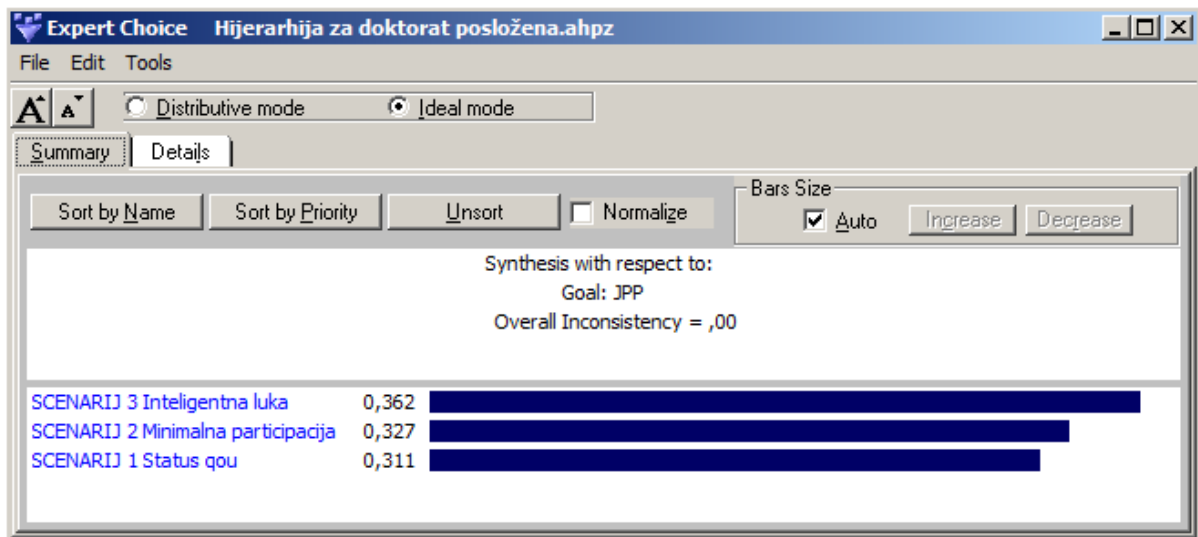 Expert Choice Hijerarhija za doktorat posložena.ahpz
File Edit Tools
A A Distributive mode Ideal mode
Summary Details
Bars Size
Sort by Name Sort by Priority Unsort Normalize Auto Increase Decrease
Synthesis with respect to:
Goal: JPP
Overall Inconsistency = ,00
SCENARIJ 3 Inteligentna luka 0,362
SCENARIJ 2 Minimalna participacija 0,327
SCENARIJ 1 Status qou 0,311